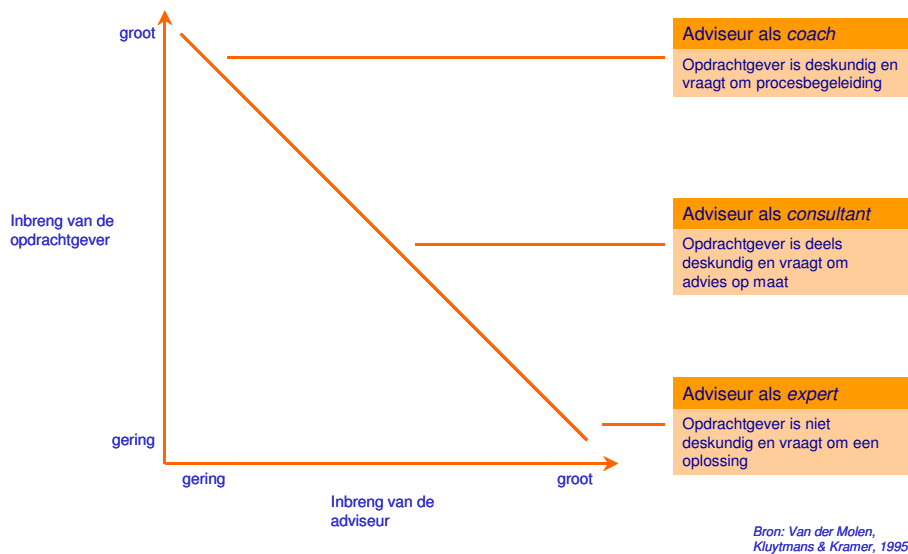 groot
Inbreng van de
opdrachtgever
gering
gering
groot
Inbreng van de
adviseur
Adviseur als coach
Opdrachtgever is deskundig en
vraagt om procesbegeleiding
Adviseur als consultant
Opdrachtgever is deels
deskundig en vraagt om
advies op maat
Adviseur als expert
Opdrachtgever is niet
deskundig en vraagt om een
oplossing
Bron: Van der Molen,
Kluytmans & Kramer, 1995